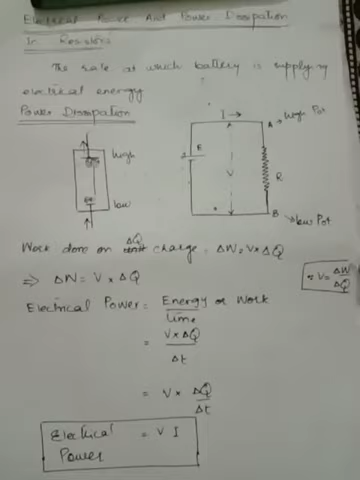 Electrical Power And Power Dissipation
In Resistors
The rate at which battery is supplying
electrical energy
Power Dissipation
I → A → High Pot
high
E
V
R
low
B → low Pot
Work done on charge ΔQ = ΔW = V × ΔQ
⇒ ΔW = V × ΔQ
∵ V = ΔW/ΔQ
Electrical Power = Energy or Work
Time
= V × ΔQ
Δt
= V × ΔQ
Δt
Electrical = V I
Power